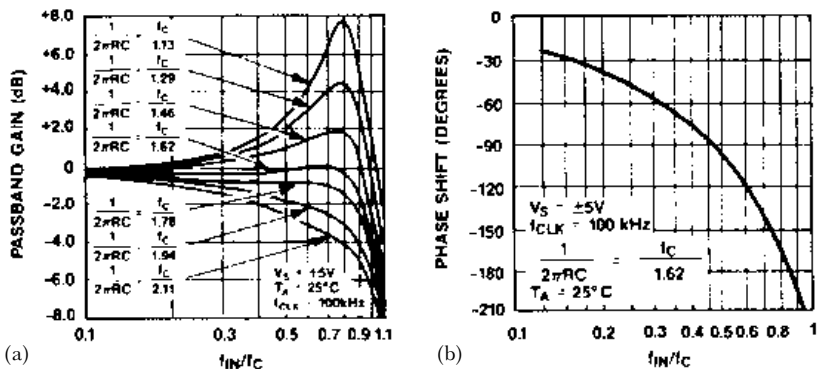 +8.0
+6.0
+4.0
+2.0
0
-2.0
-4.0
-6.0
-8.0
PASSBAND GAIN (dB)
1/2πRC = fC/1.13
1/2πRC = fC/1.29
1/2πRC = fC/1.46
1/2πRC = fC/1.62
1/2πRC = fC/1.78
1/2πRC = fC/1.94
1/2πRC = fC/2.11
VS = ±5V
TA = 25°C
fCLK = 100kHz
0.1 0.3 0.5 0.7 0.9 1.1
fIN/fC
(a)
0
-30
-60
-90
-120
-150
-180
-210
PHASE SHIFT (DEGREES)
VS = ±5V
fCLK = 100 kHz
1/2πRC = fC/1.62
TA = 25°C
0.1 0.2 0.3 0.4 0.5 0.6 0.8 1
fIN/fC
(b)